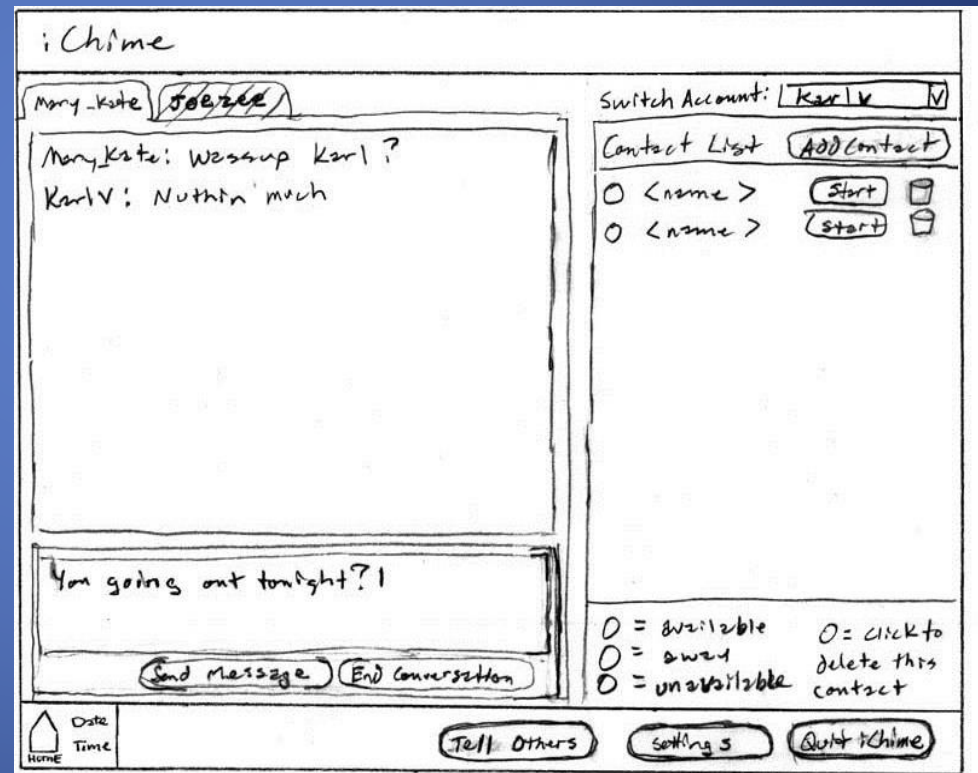 iChime
Mary_Kate Joezee
Mary_Kate: Wassup Karl?
KarlV: Nuthin' much
You going out tonight?
Send Message End Conversation
Switch Account: KarlV
Contact List ADD Contact
<name> Start
<name> Start
= available
= away
= unavailable
= click to
delete this
contact
HOME
Date
Time
Tell Others Settings Quit iChime